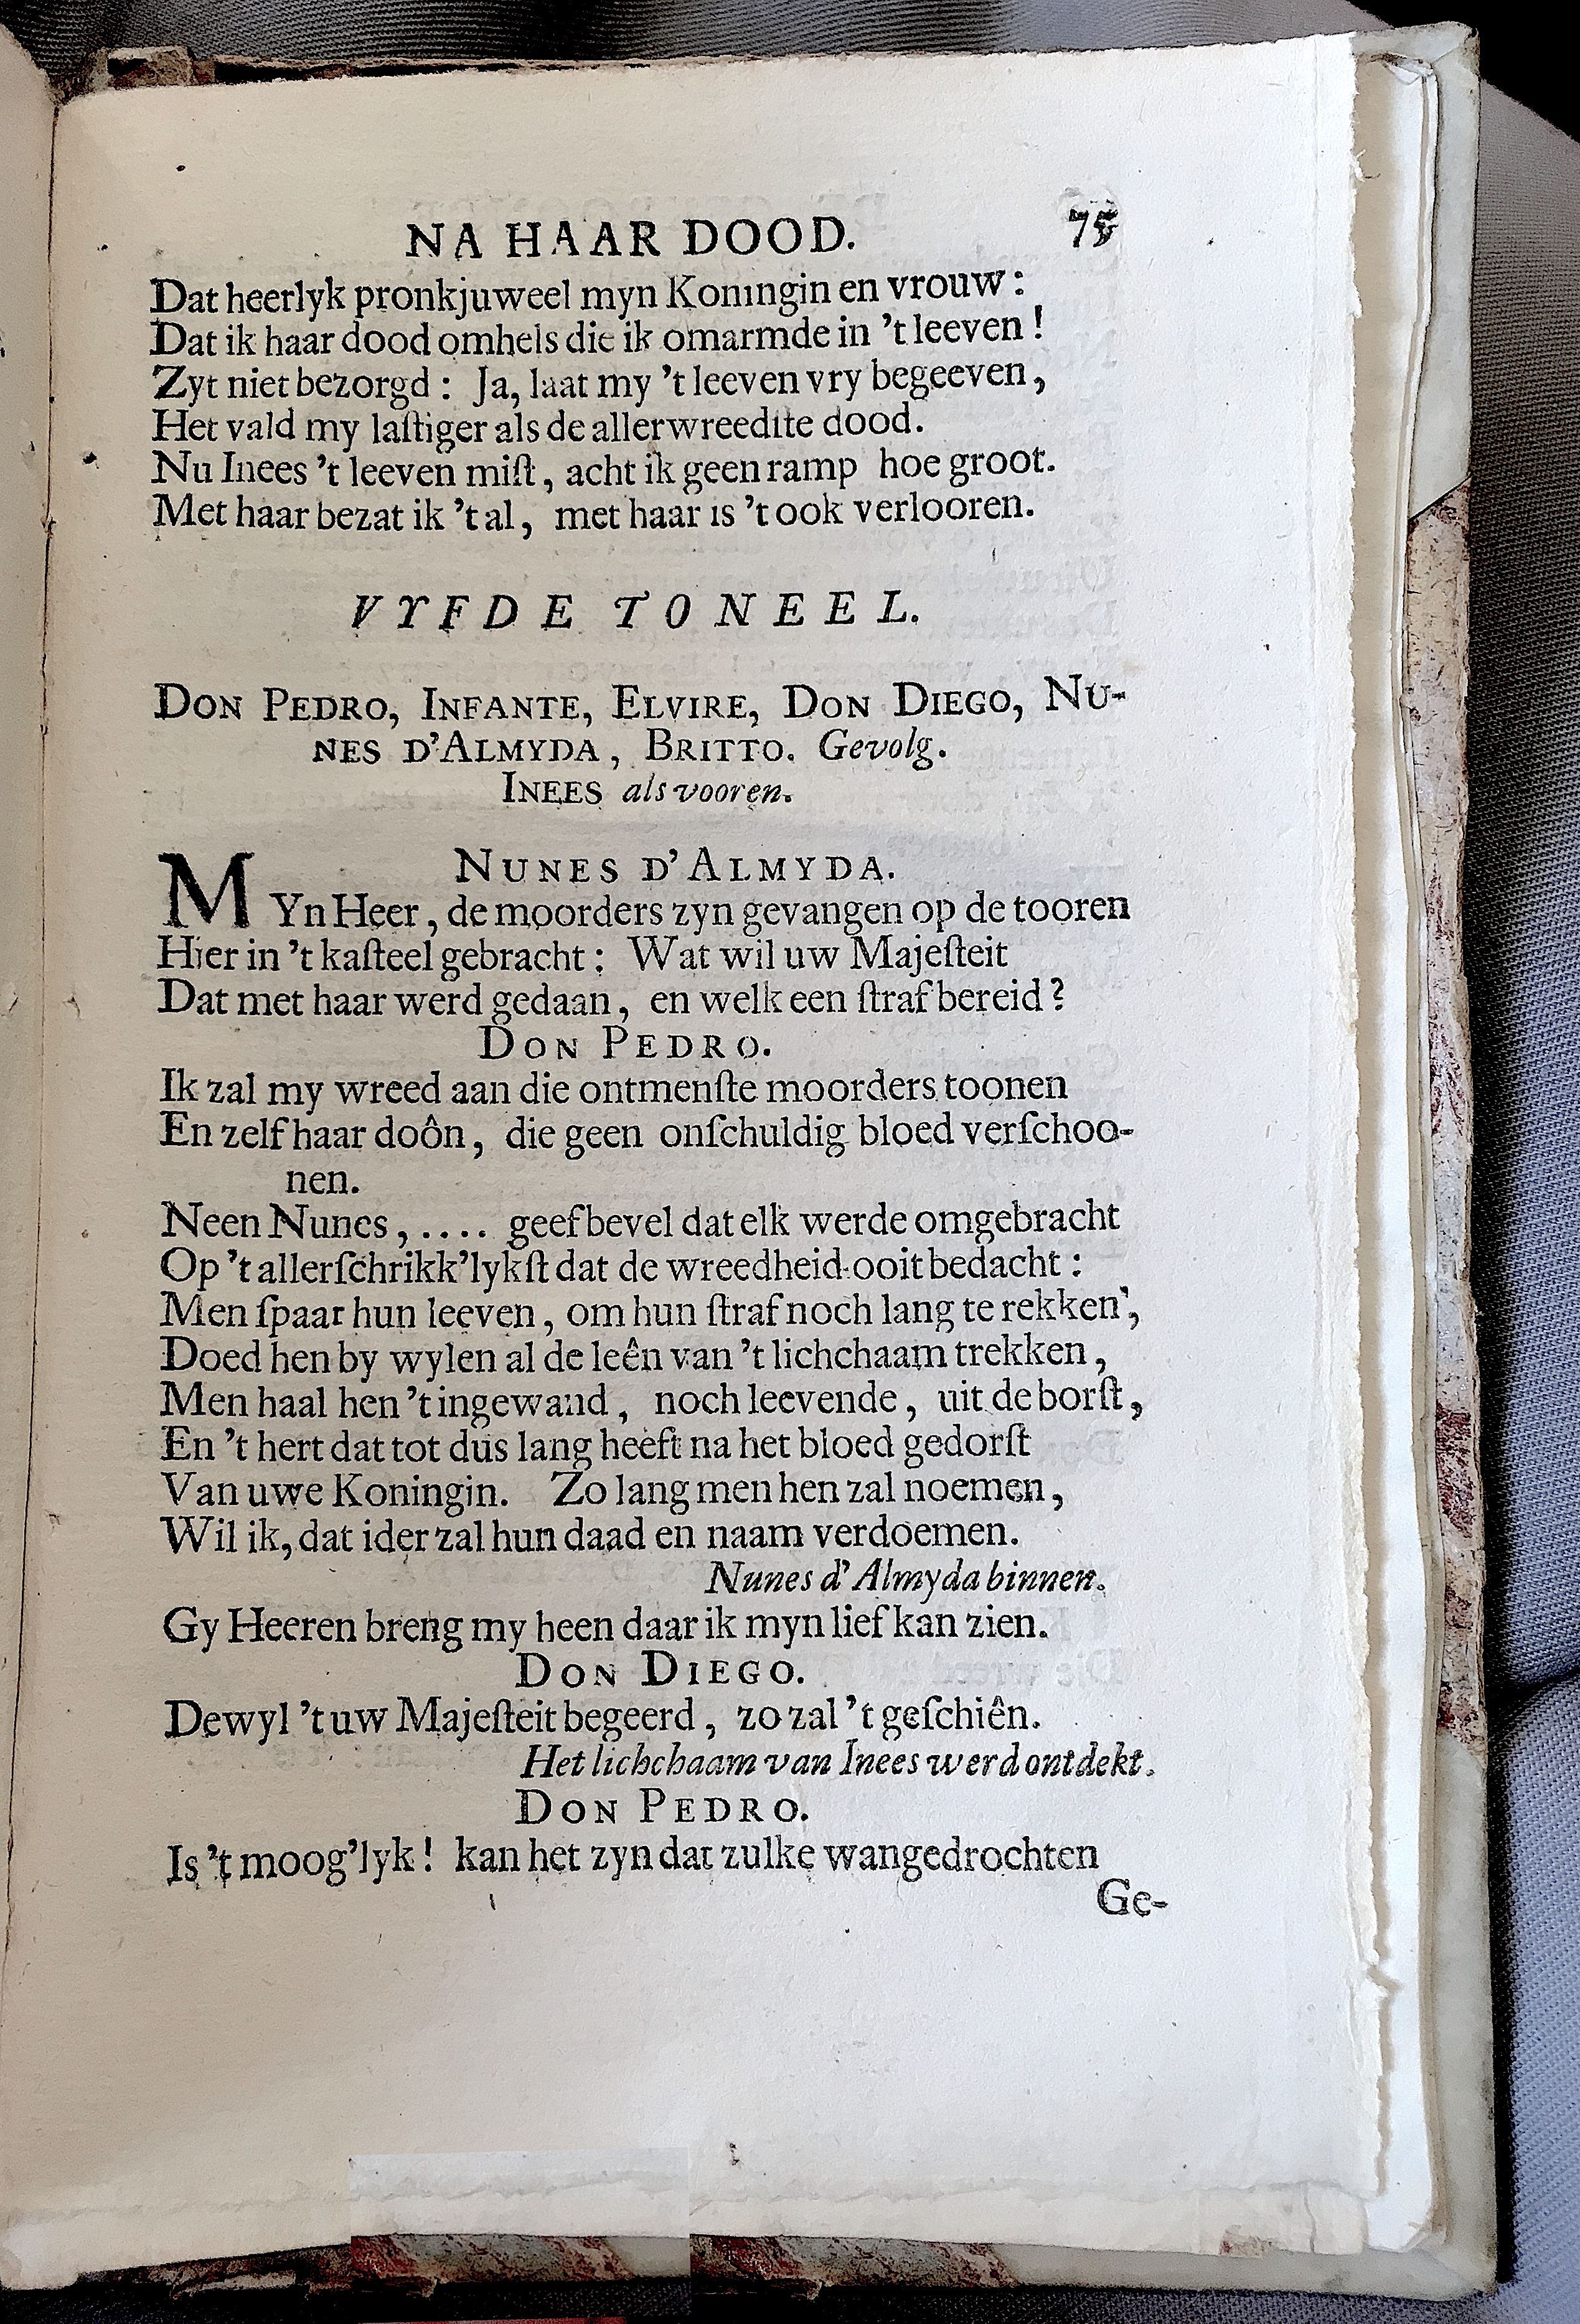 NA HAAR DOOD. 75
Dat heerlyk pronkjuweel myn Koningin en vrouw:
Dat ik haar dood omhels die ik omarmde in 't leeven!
Zyt niet bezorgd: Ja, laat my 't leeven vry begeeven,
Het vald my laſtiger als de allerwreedſte dood.
Nu Inees 't leeven miſt, acht ik geen ramp hoe groot.
Met haar bezat ik 't al, met haar is 't ook verlooren.
VYFDE TONEEL.
DON PEDRO, INFANTE, ELVIRE, DON DIEGO, NU-
NES D'ALMYDA, BRITTO. Gevolg.
INEES als vooren.
NUNES D'ALMYDA.
MYn Heer, de moorders zyn gevangen op de tooren
Hier in 't kaſteel gebracht: Wat wil uw Majeſteit
Dat met haar werd gedaan, en welk een ſtraf bereid?
DON PEDRO.
Ik zal my wreed aan die ontmenſte moorders toonen
En zelf haar doôn, die geen onſchuldig bloed verſchoo-
nen.
Neen Nunes, .... geef bevel dat elk werde omgebracht
Op 't allerſchrikk'lykſt dat de wreedheid ooit bedacht:
Men ſpaar hun leeven, om hun ſtraf noch lang te rekken,
Doed hen by wylen al de leên van 't lichchaam trekken,
Men haal hen 't ingewand, noch leevende, uit de borſt,
En 't hert dat tot dus lang heeft na het bloed gedorſt
Van uwe Koningin. Zo lang men hen zal noemen,
Wil ik, dat ider zal hun daad en naam verdoemen.
Nunes d'Almyda binnen.
Gy Heeren breng my heen daar ik myn lief kan zien.
DON DIEGO.
Dewyl 't uw Majeſteit begeerd, zo zal 't geſchiên.
Het lichchaam van Inees werd ontdekt.
DON PEDRO.
Is 't moog'lyk! kan het zyn dat zulke wangedrochten
Ge-